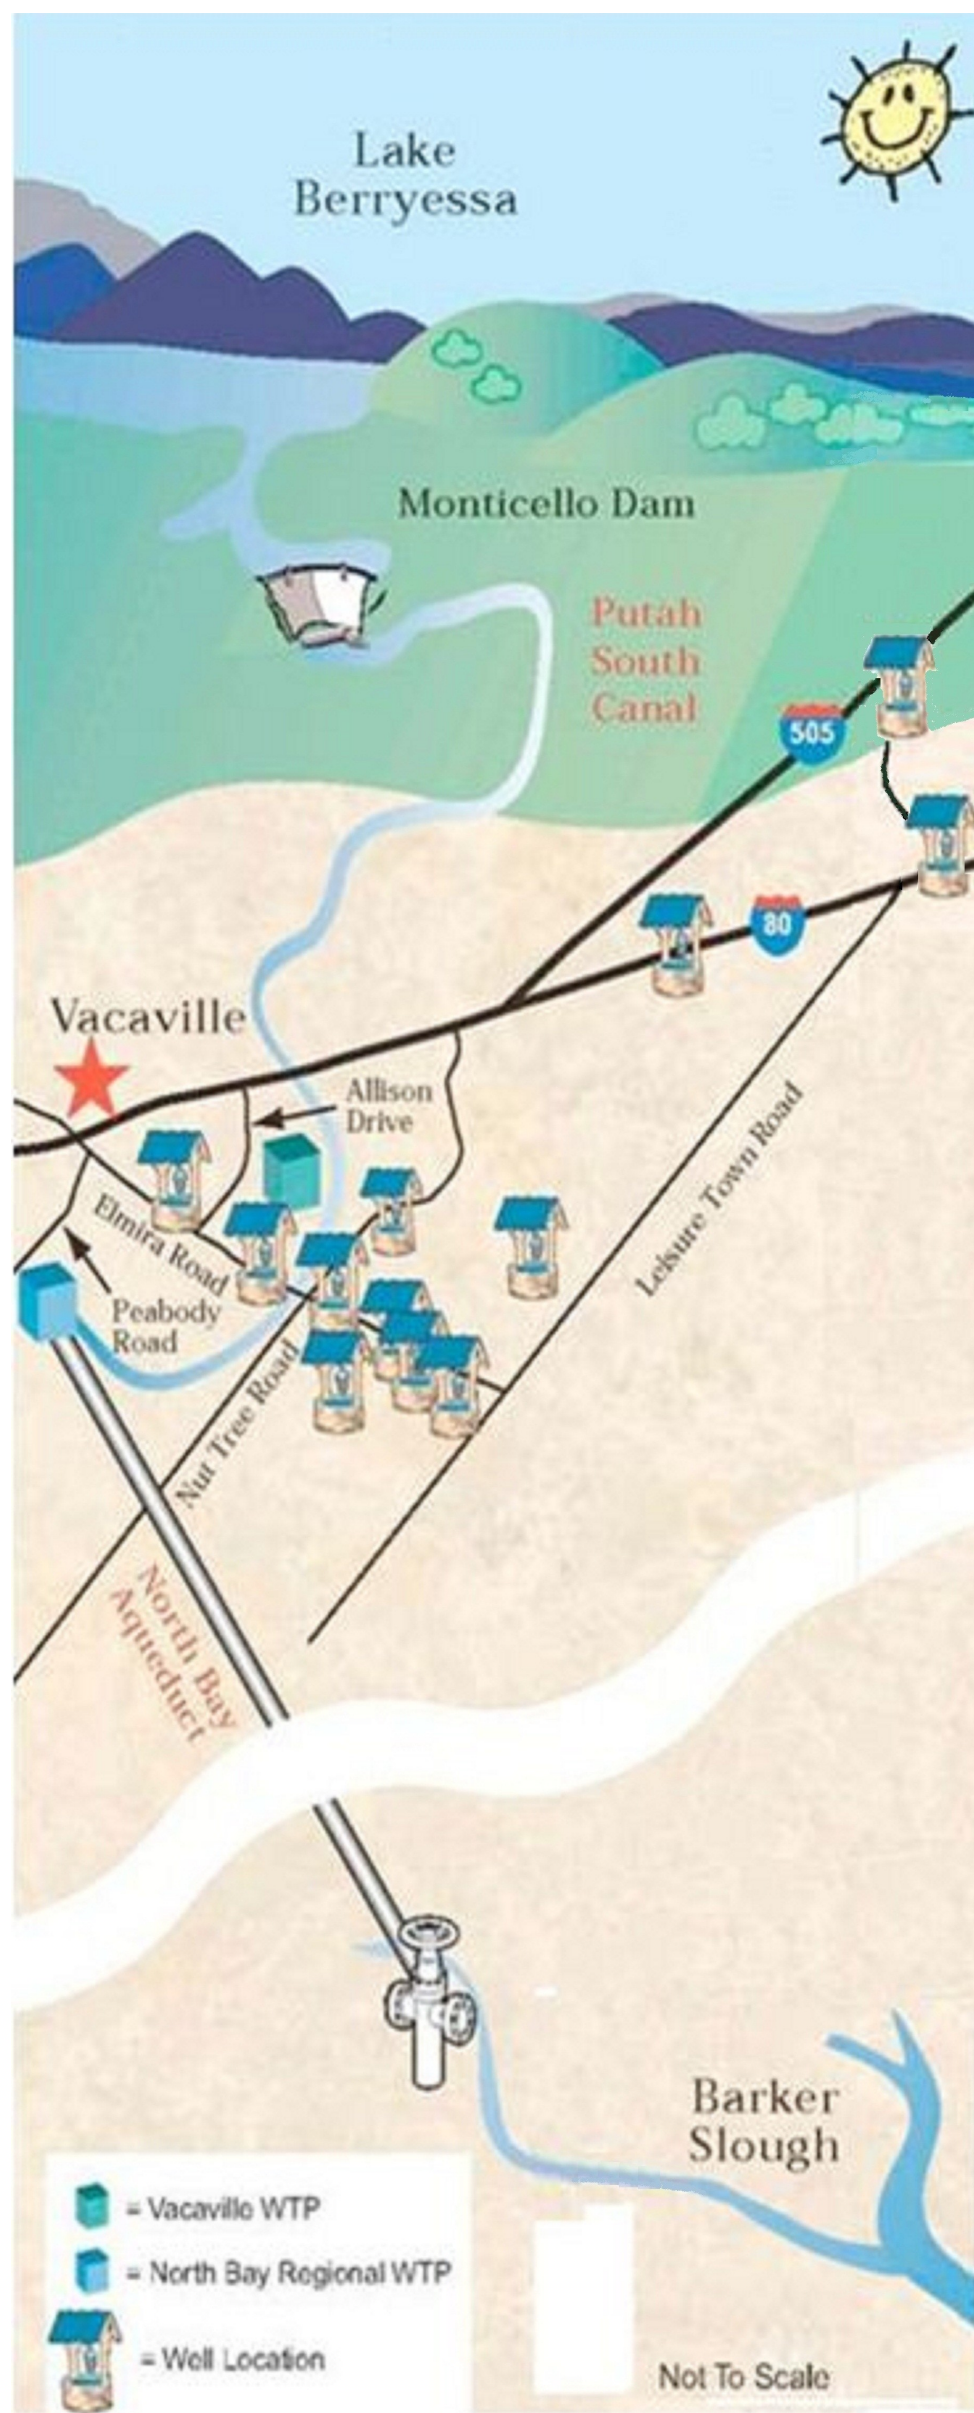 Lake
Berryessa
Monticello Dam
Putah
South
Canal
505
80
Vacaville
Allison
Drive
Leisure Town Road
Elmira Road
Peabody
Road
Nut Tree Road
North Bay
Aqueduct
Barker
Slough
= Vacaville WTP
= North Bay Regional WTP
= Well Location
Not To Scale